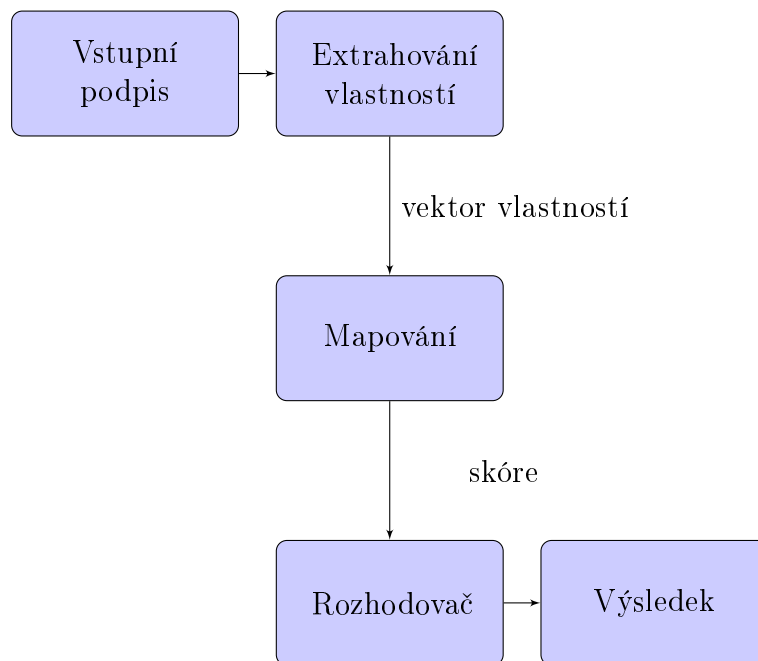 Vstupní
podpis
Extrahování
vlastností
vektor vlastností
Mapování
skóre
Rozhodovač
Výsledek